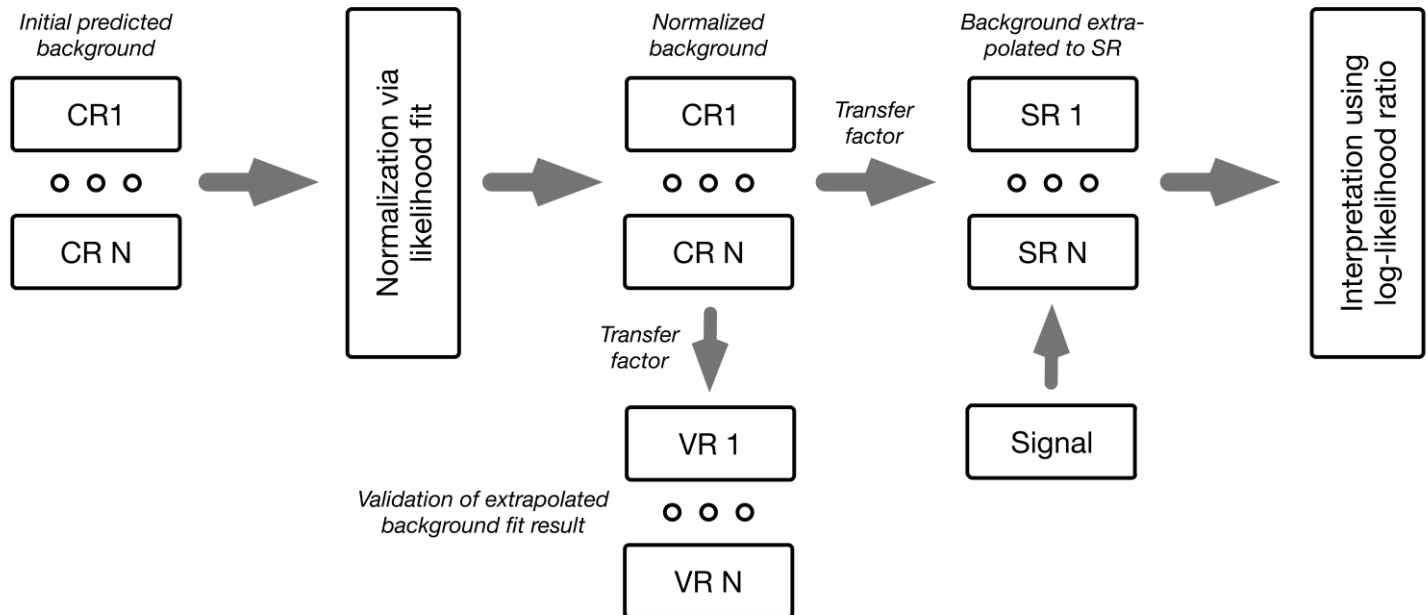 Initial predicted
background
CR1
CR N
Normalization via
likelihood fit
Normalized
background
CR1
CR N
Transfer
factor
VR 1
VR N
Validation of extrapolated
background fit result
Transfer
factor
Background extra-
polated to SR
SR 1
SR N
Signal
Interpretation using
log-likelihood ratio